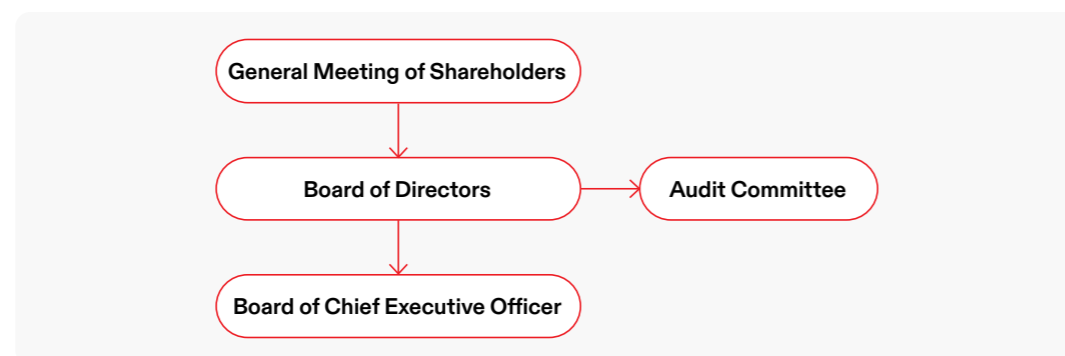 General Meeting of Shareholders
Board of Directors
Audit Committee
Board of Chief Executive Officer